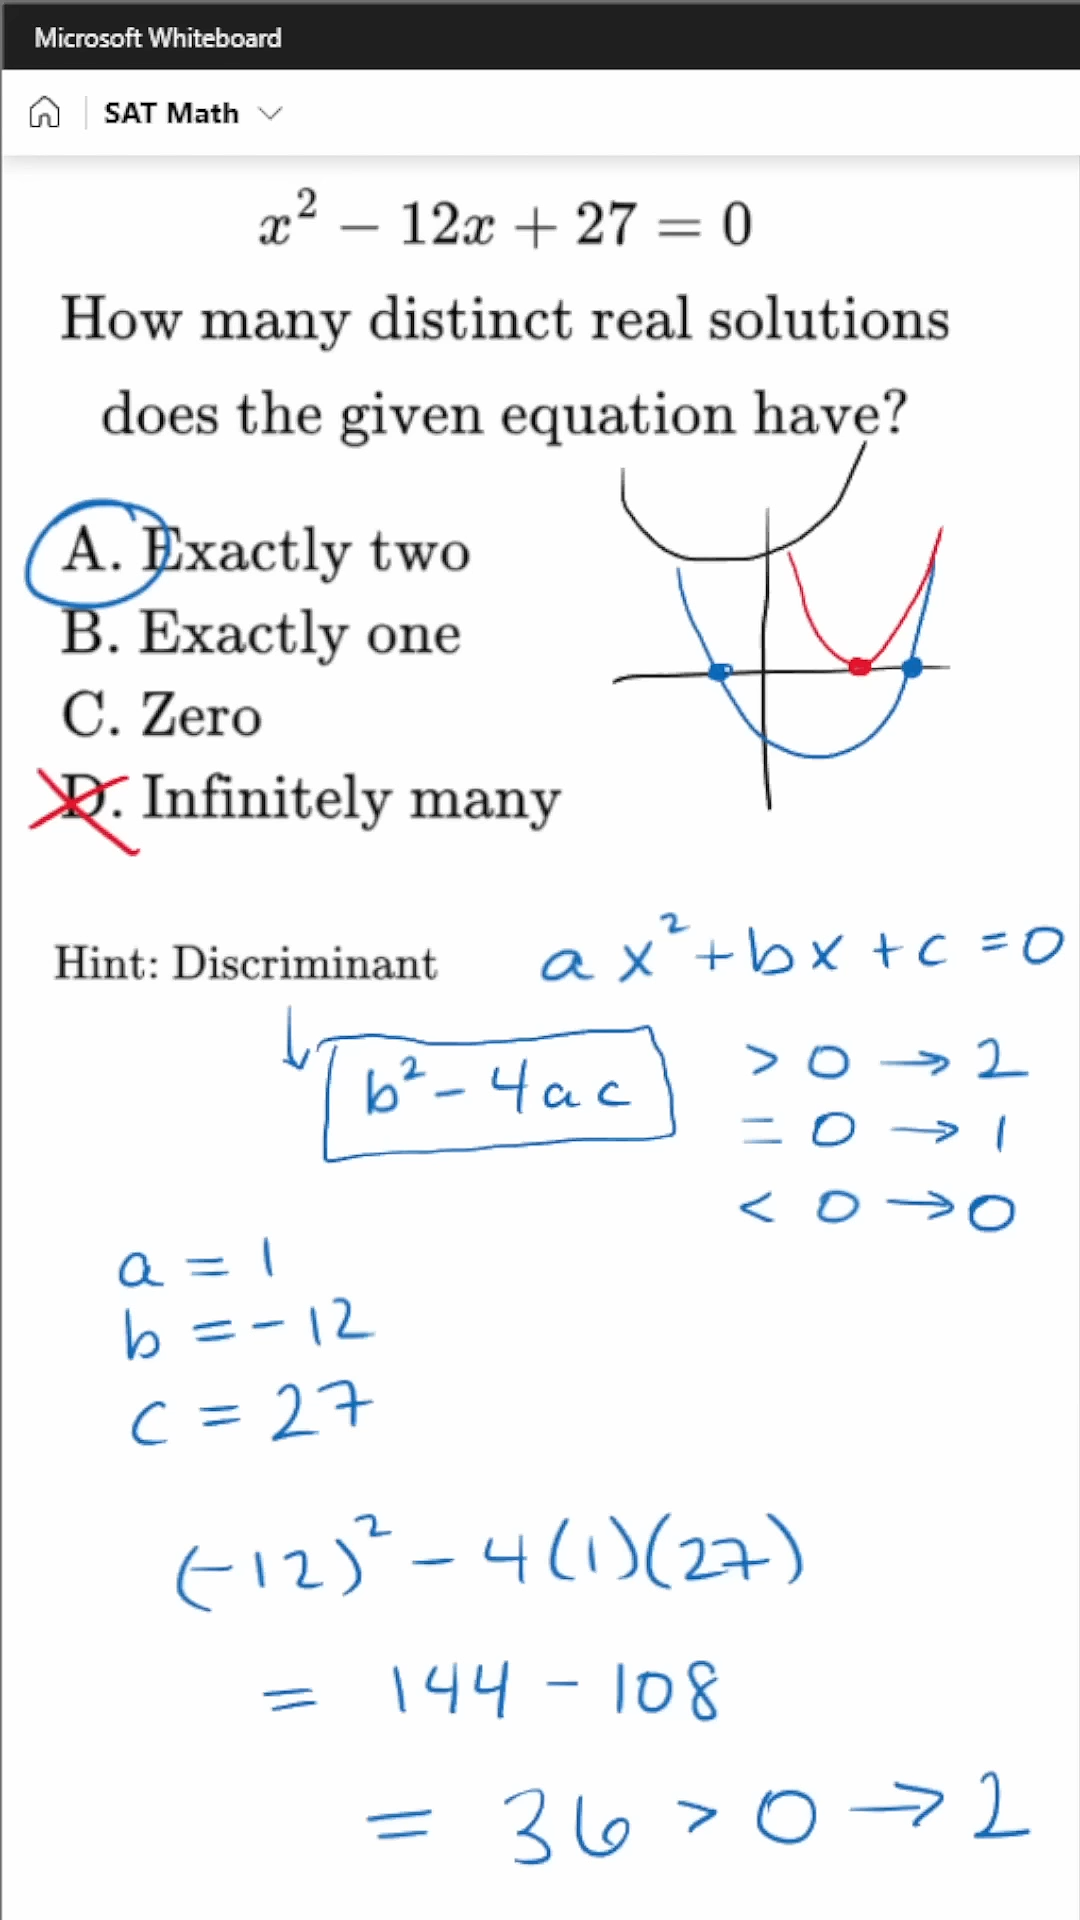 Microsoft Whiteboard
SAT Math
x² − 12x + 27 = 0
How many distinct real solutions
does the given equation have?
A. Exactly two
B. Exactly one
C. Zero
D. Infinitely many
Hint: Discriminant
ax² + bx + c = 0
b² − 4ac
> 0 → 2
= 0 → 1
< 0 → 0
a = 1
b = −12
c = 27
(−12)² − 4(1)(27)
= 144 − 108
= 36 > 0 → 2